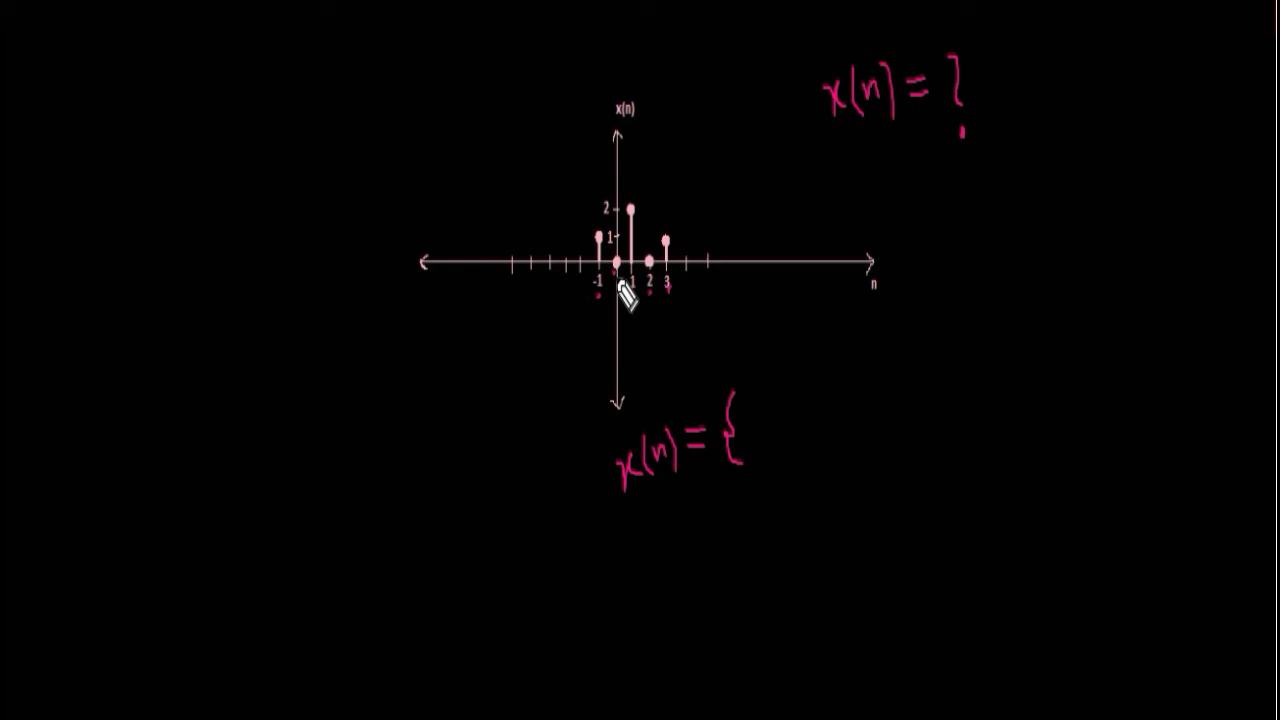 x(n) = ?
x(n)
2
1
-1 1 2 3
n
x(n) = {